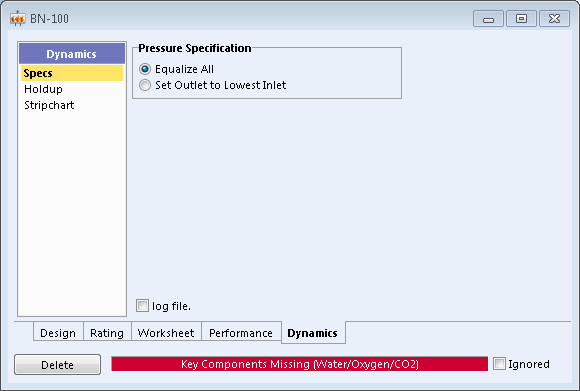 BN-100
Dynamics
Specs
Holdup
Stripchart
Pressure Specification
Equalize All
Set Outlet to Lowest Inlet
log file.
Design Rating Worksheet Performance Dynamics
Delete Key Components Missing (Water/Oxygen/CO2) Ignored